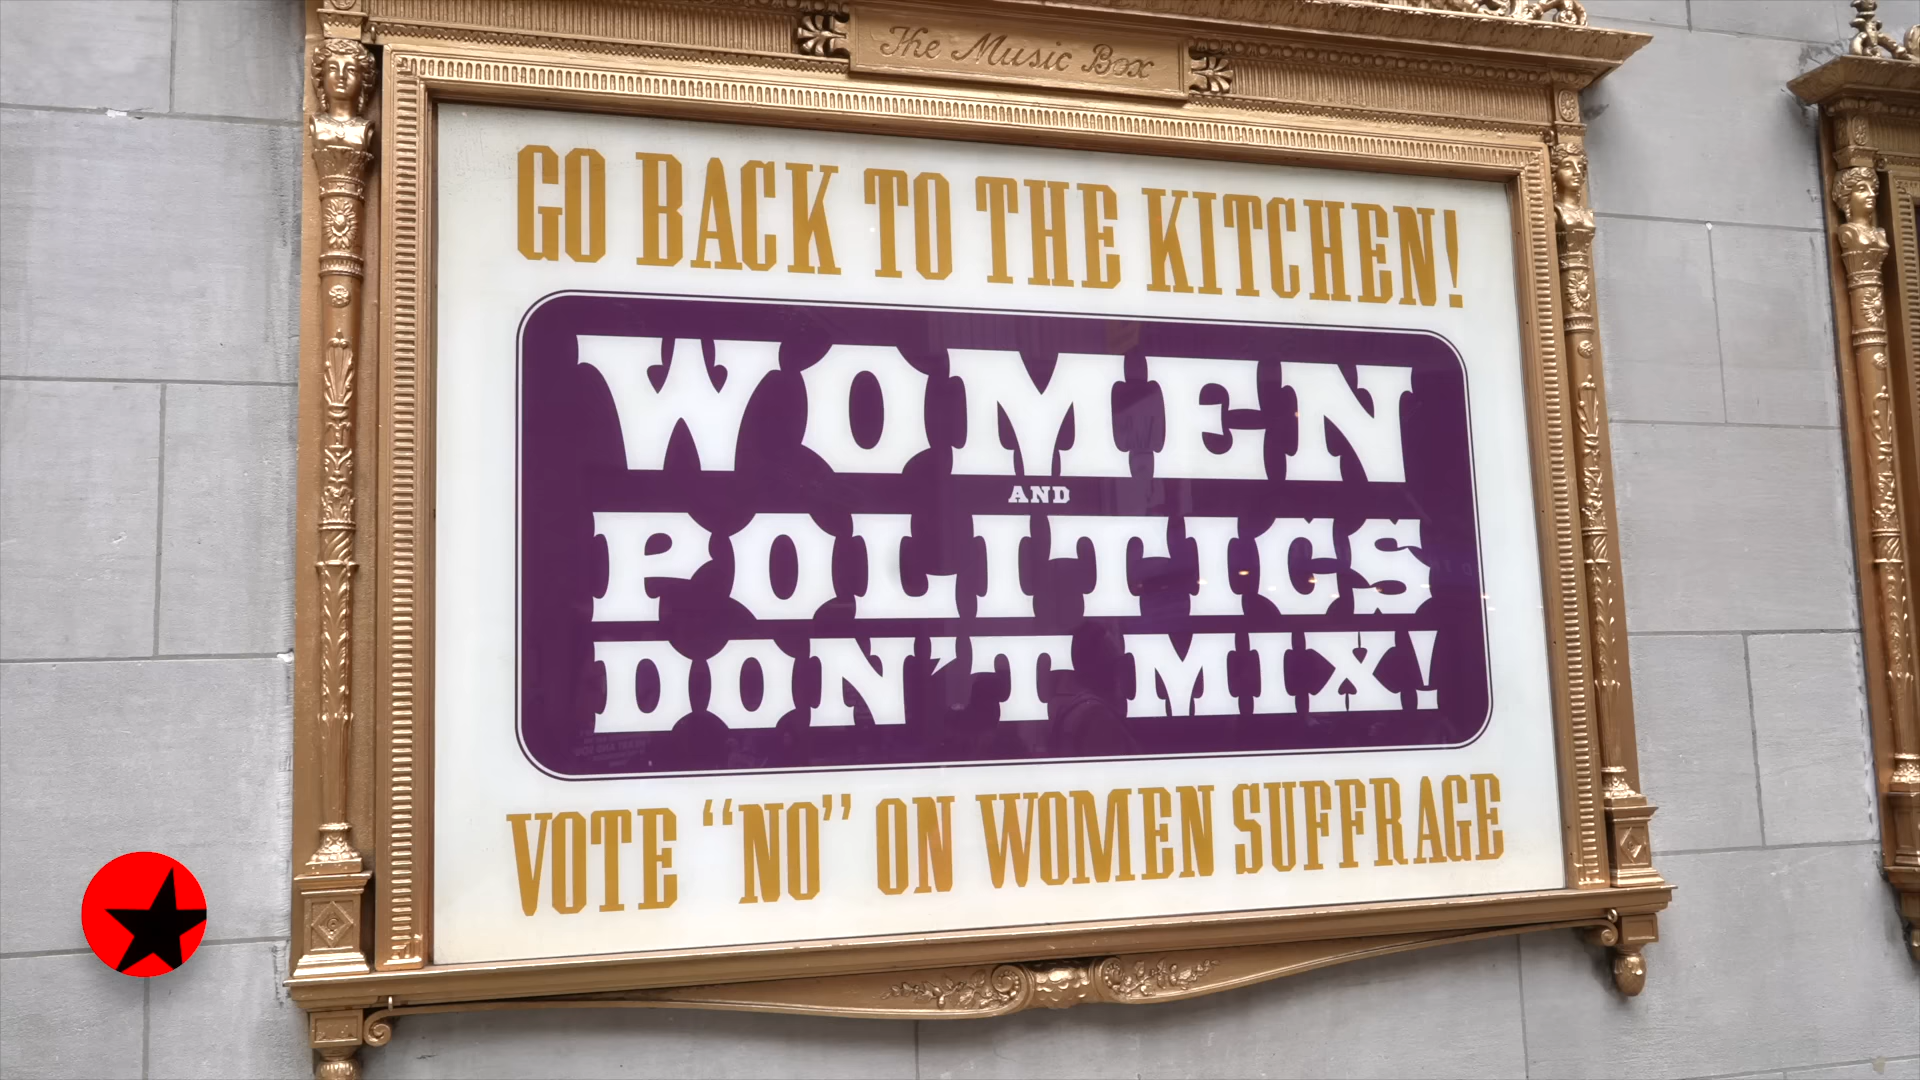 The Music Box
GO BACK TO THE KITCHEN!
WOMEN
AND
POLITICS
DON'T MIX!
VOTE “NO” ON WOMEN SUFFRAGE